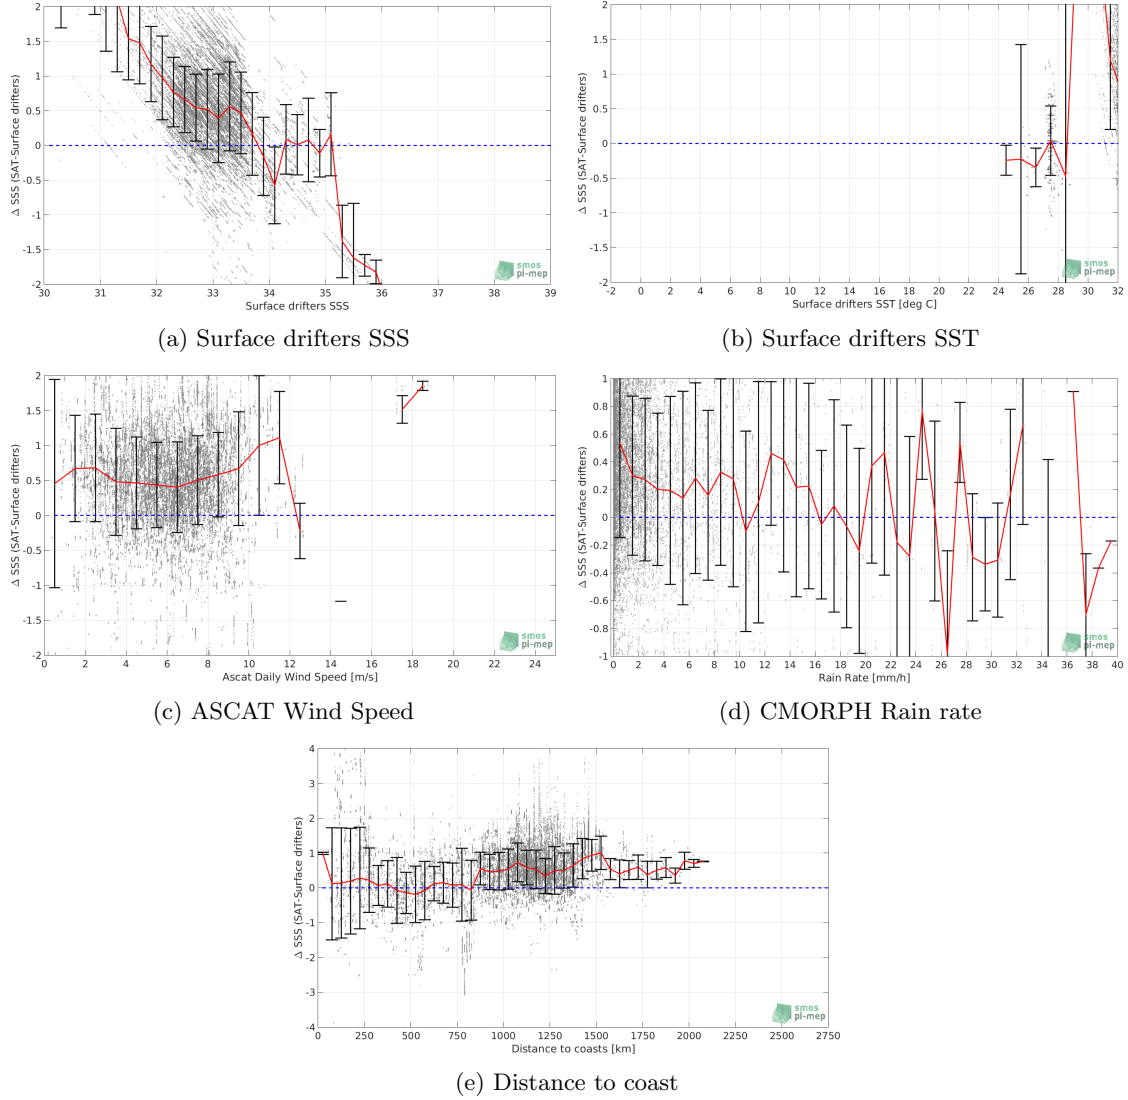 2
1.5
1
0.5
0
-0.5
-1
-1.5
-2
Δ SSS (SAT-Surface drifters)
30 31 32 33 34 35 36 37 38 39
Surface drifters SSS
smos
pi-mep
(a) Surface drifters SSS
2
1.5
1
0.5
0
-0.5
-1
-1.5
-2
Δ SSS (SAT-Surface drifters)
-2 0 2 4 6 8 10 12 14 16 18 20 22 24 26 28 30 32
Surface drifters SST [deg C]
smos
pi-mep
(b) Surface drifters SST
2
1.5
1
0.5
0
-0.5
-1
-1.5
-2
Δ SSS (SAT-Surface drifters)
0 2 4 6 8 10 12 14 16 18 20 22 24
Ascat Daily Wind Speed [m/s]
smos
pi-mep
(c) ASCAT Wind Speed
1
0.8
0.6
0.4
0.2
0
-0.2
-0.4
-0.6
-0.8
-1
Δ SSS (SAT-Surface drifters)
0 2 4 6 8 10 12 14 16 18 20 22 24 26 28 30 32 34 36 38 40
Rain Rate [mm/h]
smos
pi-mep
(d) CMORPH Rain rate
4
3
2
1
0
-1
-2
-3
-4
Δ SSS (SAT-Surface drifters)
0 250 500 750 1000 1250 1500 1750 2000 2250 2500 2750
Distance to coasts [km]
smos
pi-mep
(e) Distance to coast